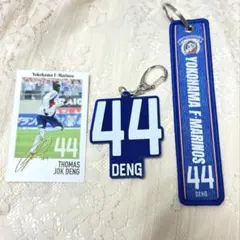 Yokohama F·Marinos
44
THOMAS
JOK DENG
44
DENG
YOKOHAMA F·MARINOS
44
DENG